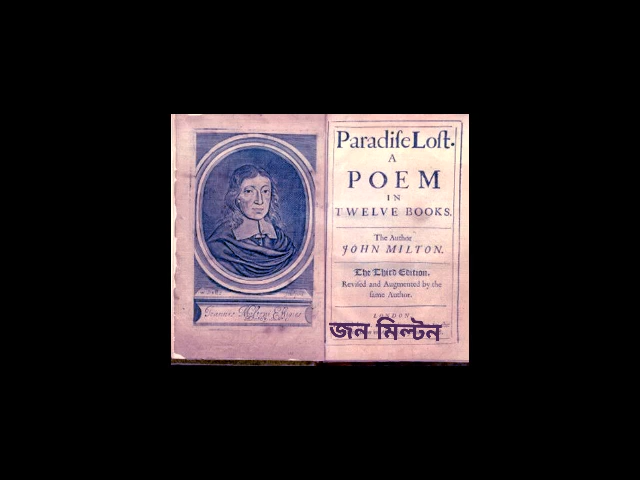 Paradiſe Loſt.
A
POEM
IN
TWELVE BOOKS.
The Author
JOHN MILTON.
The Third Edition.
Revised and Augmented by the
same Author.
LONDON
জন মিল্টন